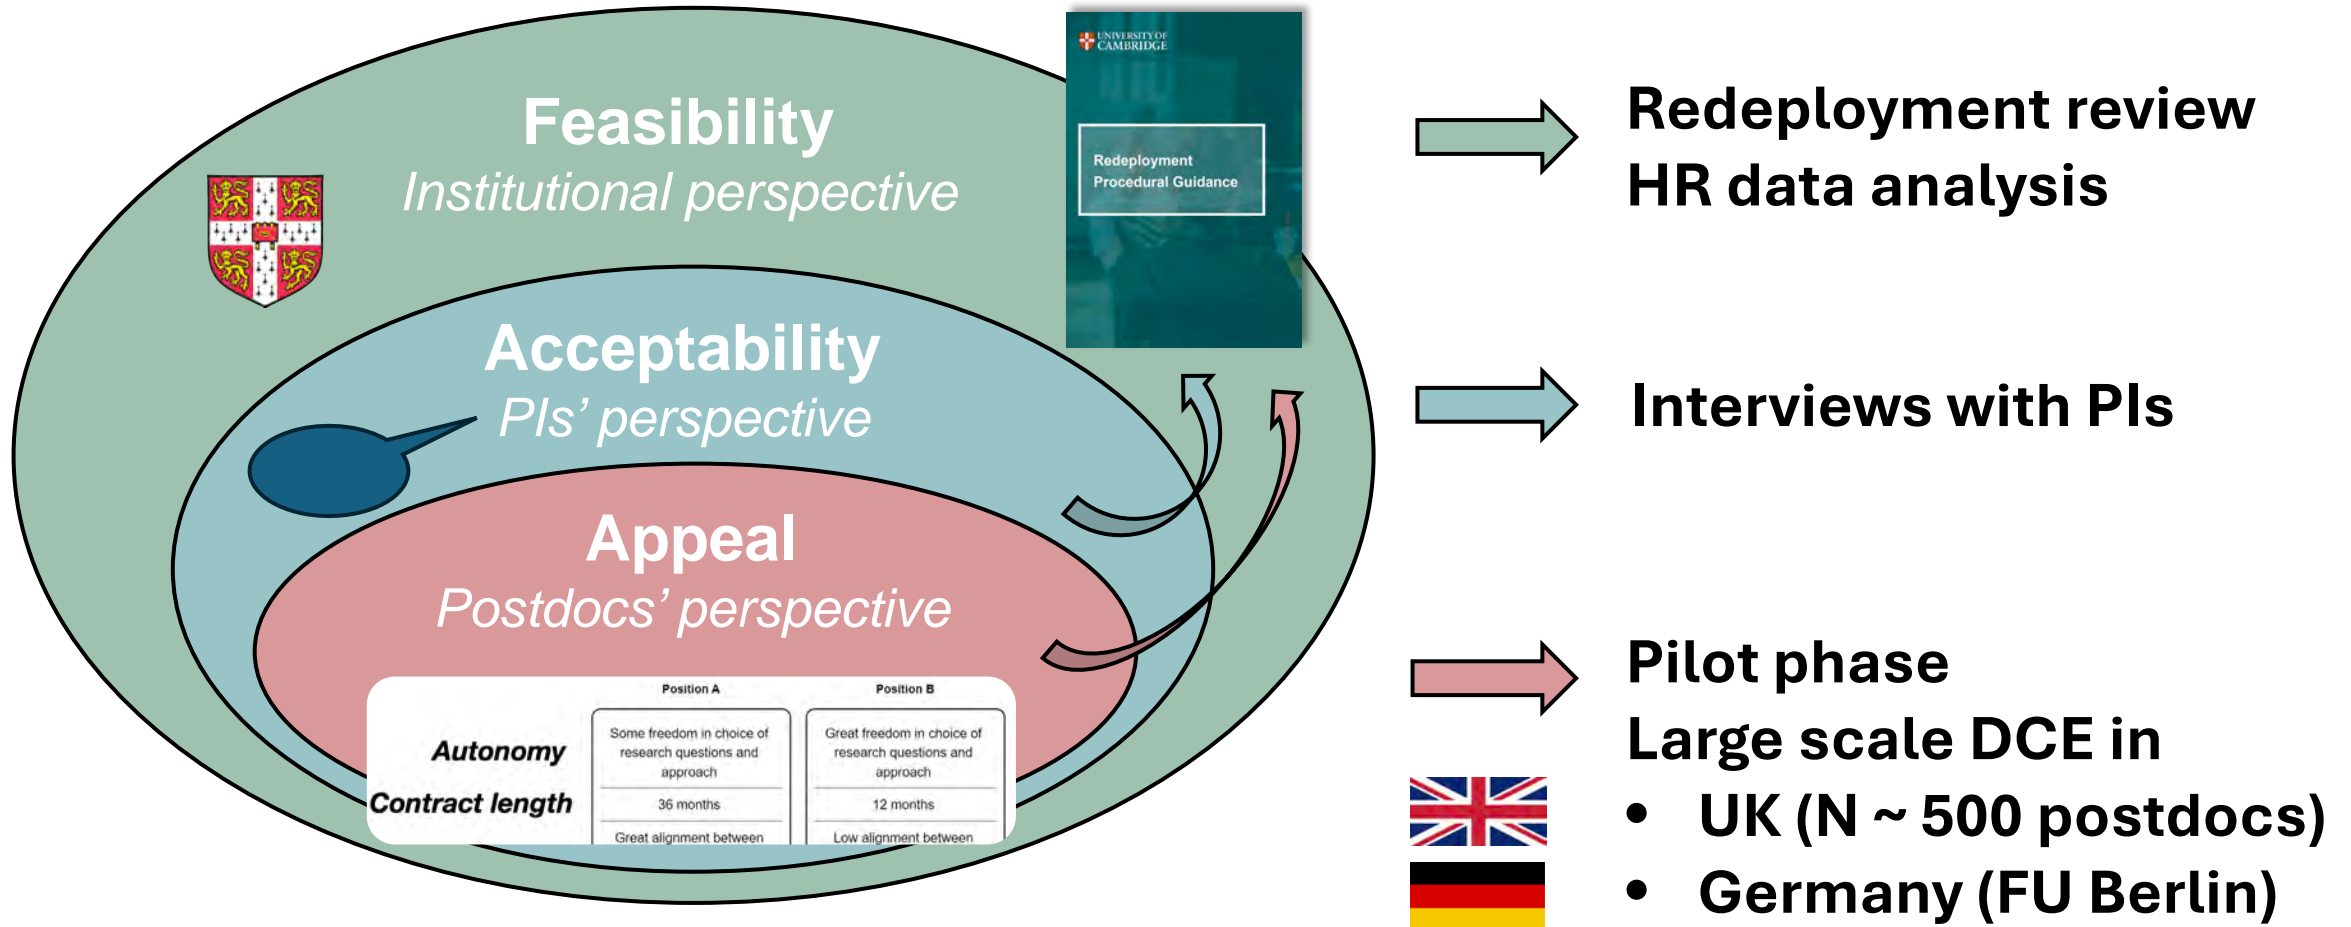 UNIVERSITY OF
CAMBRIDGE
Redeployment
Procedural Guidance
Feasibility
Institutional perspective
Acceptability
PIs’ perspective
Appeal
Postdocs’ perspective
Position A
Position B
Autonomy
Some freedom in choice of
research questions and
approach
Great freedom in choice of
research questions and
approach
Contract length
36 months
12 months
Great alignment between
Low alignment between
Redeployment review
HR data analysis
Interviews with PIs
Pilot phase
Large scale DCE in
• UK (N ~ 500 postdocs)
• Germany (FU Berlin)